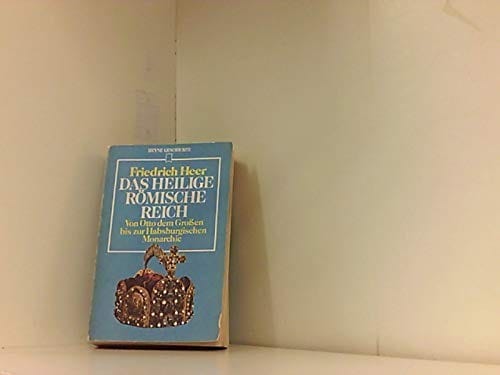 HEYNE GESCHICHTE
Friedrich Heer
DAS HEILIGE
RÖMISCHE
REICH
Von Otto dem Großen
bis zur Habsburgischen
Monarchie